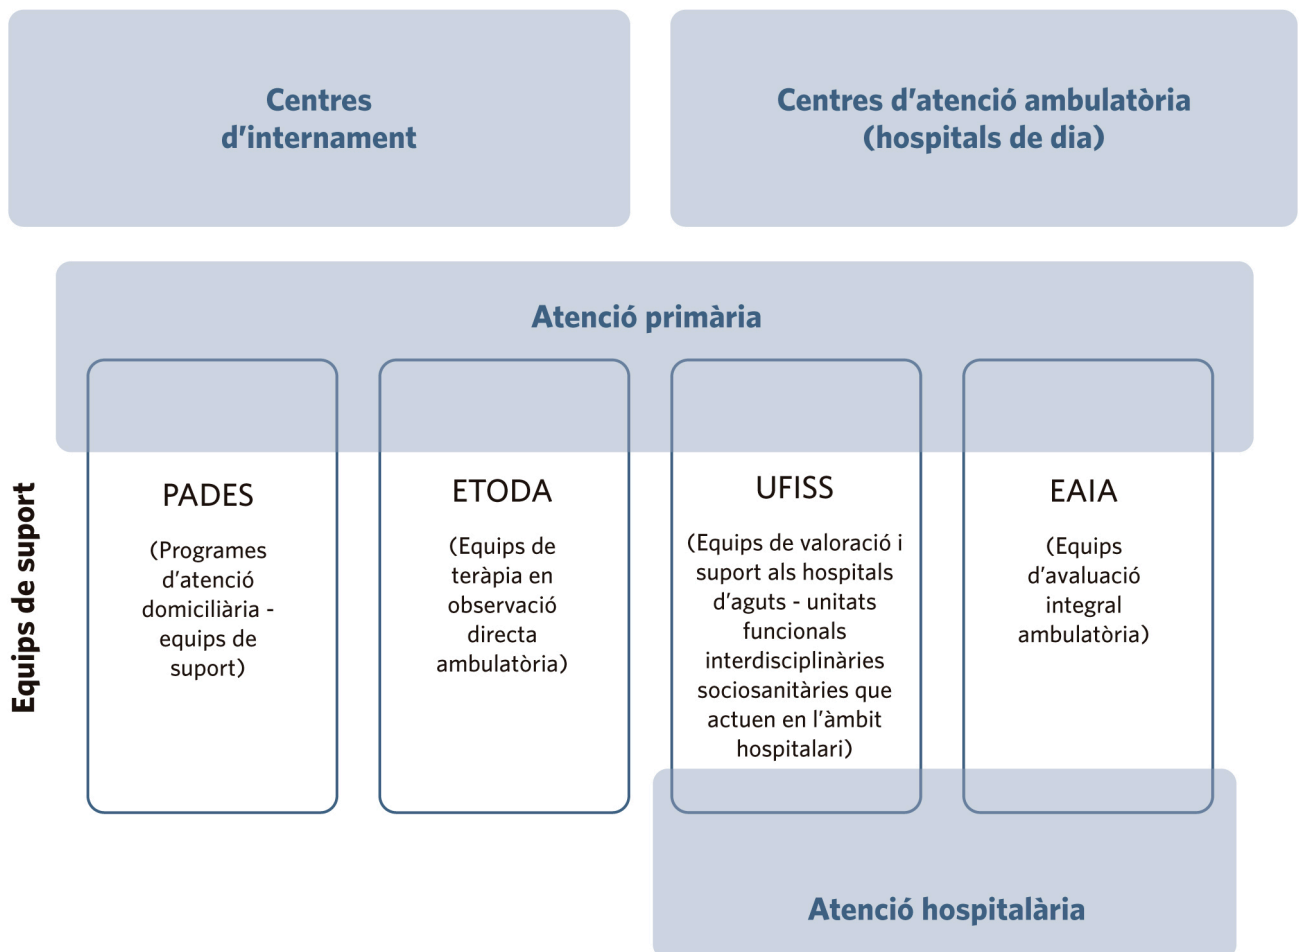 Centres
d'internament
Centres d'atenció ambulatòria
(hospitals de dia)
Atenció primària
Equips de suport
PADES
(Programes
d'atenció
domiciliària -
equips de
suport)
ETODA
(Equips de
teràpia en
observació
directa
ambulatòria)
UFISS
(Equips de valoració i
suport als hospitals
d'aguts - unitats
funcionals
interdisciplinàries
sociosanitàries que
actuen en l'àmbit
hospitalari)
EAIA
(Equips
d'avaluació
integral
ambulatòria)
Atenció hospitalària